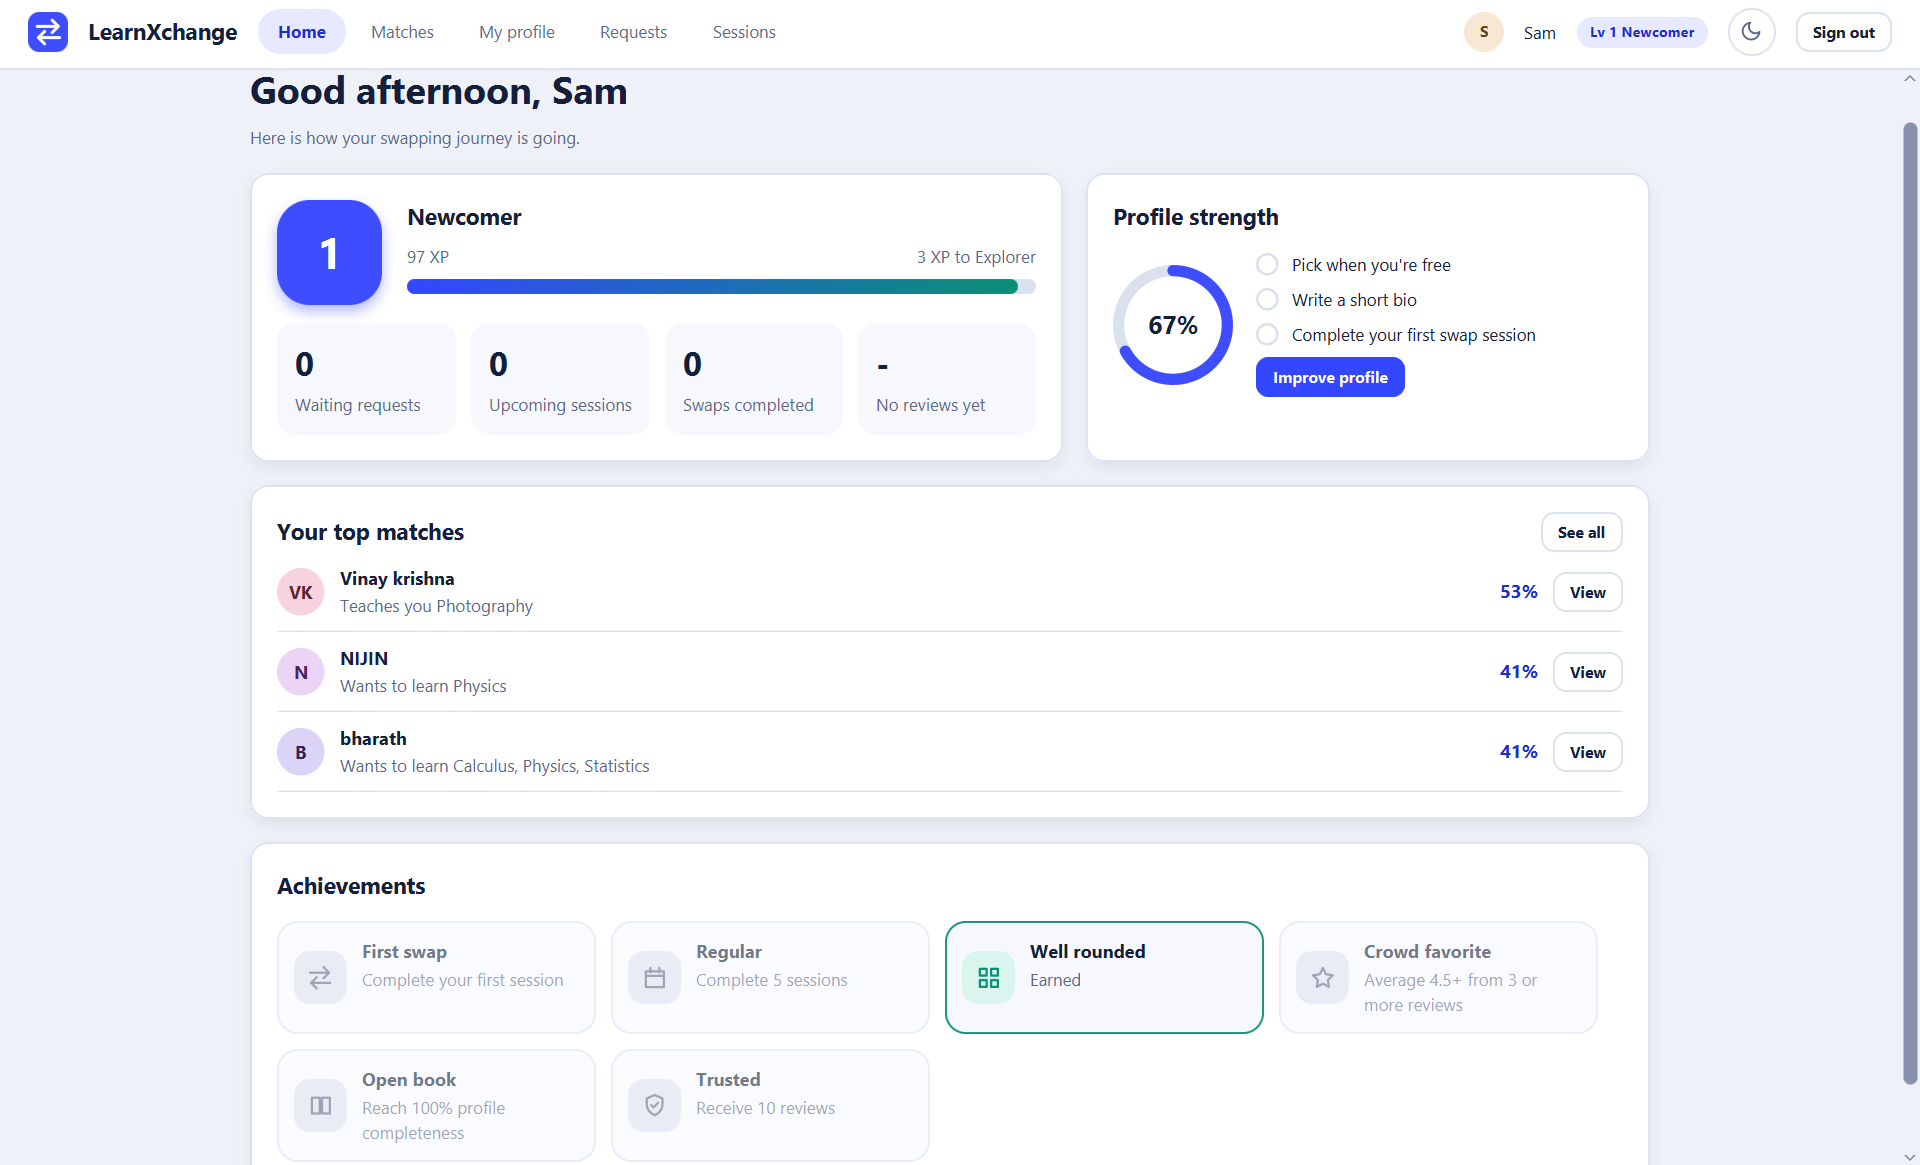 LearnXchange
Home
Matches
My profile
Requests
Sessions
S
Sam
Lv 1 Newcomer
Sign out
Good afternoon, Sam
Here is how your swapping journey is going.
1
Newcomer
97 XP
3 XP to Explorer
0
Waiting requests
0
Upcoming sessions
0
Swaps completed
-
No reviews yet
Profile strength
67%
Pick when you're free
Write a short bio
Complete your first swap session
Improve profile
Your top matches
See all
VK
Vinay krishna
Teaches you Photography
53%
View
N
NIJIN
Wants to learn Physics
41%
View
B
bharath
Wants to learn Calculus, Physics, Statistics
41%
View
Achievements
First swap
Complete your first session
Regular
Complete 5 sessions
Well rounded
Earned
Crowd favorite
Average 4.5+ from 3 or
more reviews
Open book
Reach 100% profile
completeness
Trusted
Receive 10 reviews